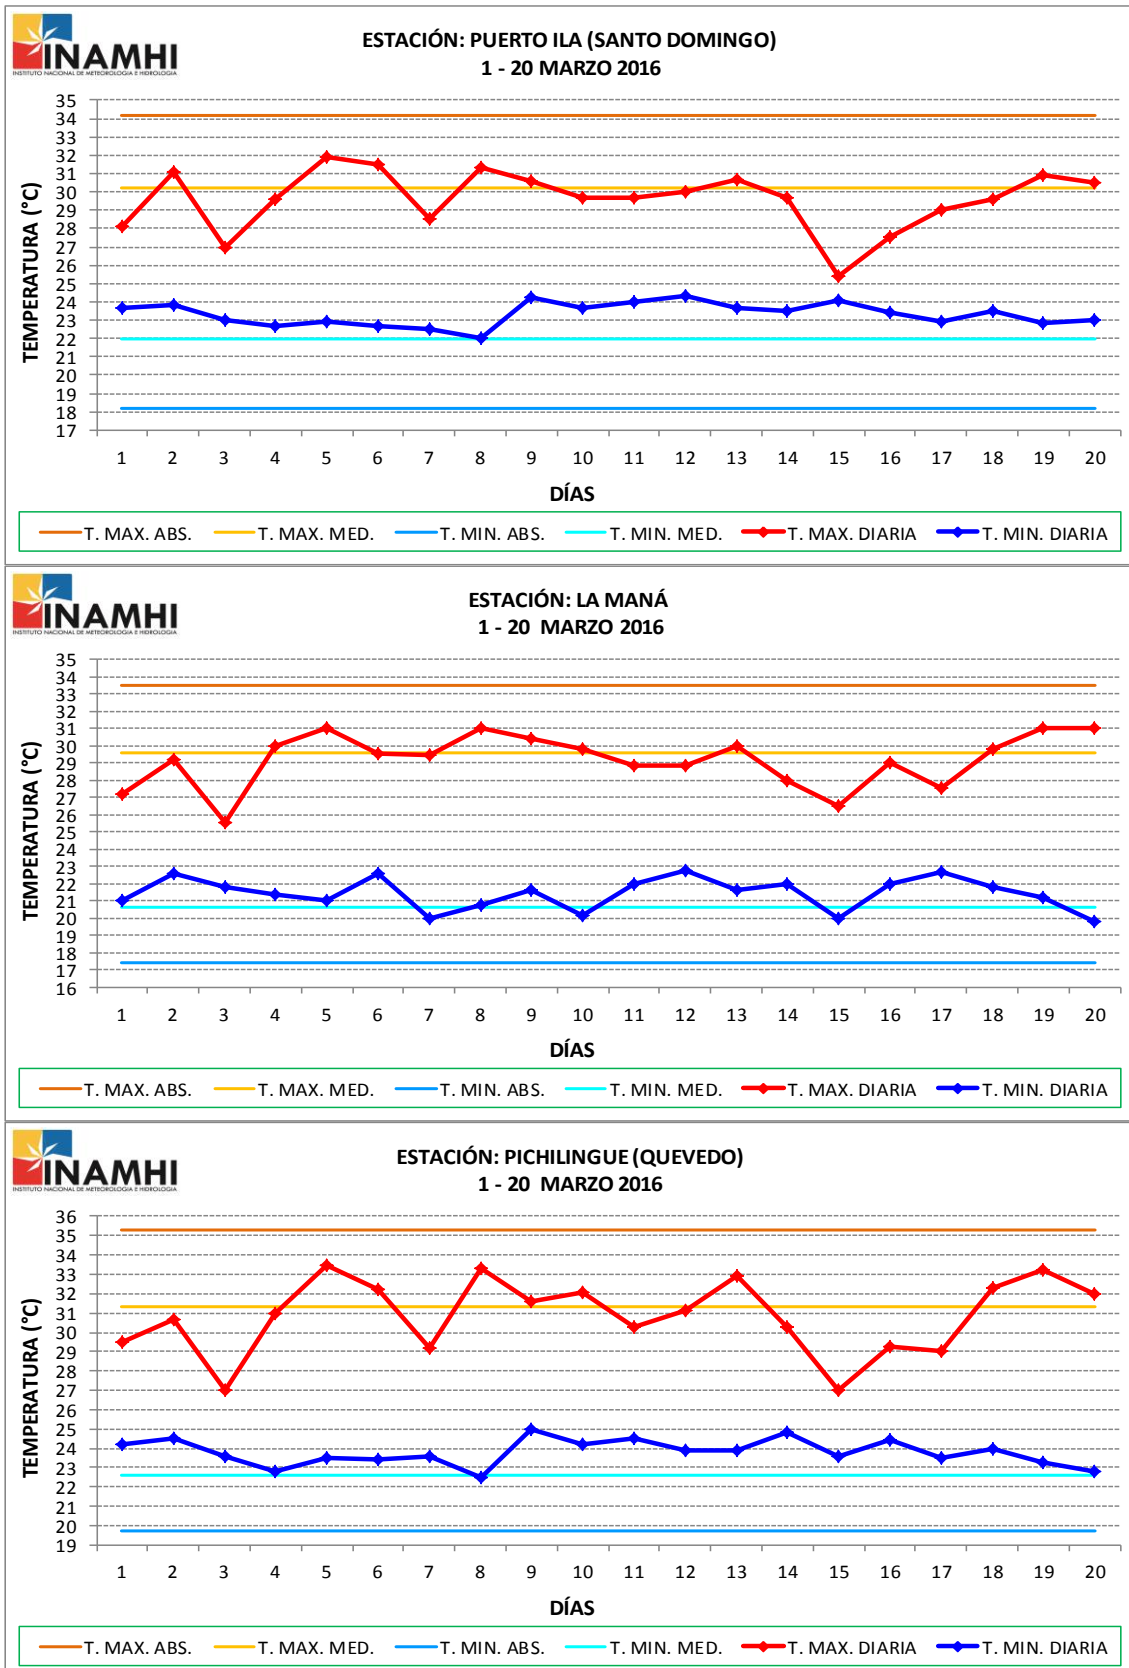 INAMHI
INSTITUTO NACIONAL DE METEOROLOGIA E HIDROLOGIA
ESTACIÓN: PUERTO ILA (SANTO DOMINGO)
1 - 20 MARZO 2016
TEMPERATURA (°C)
35
34
33
32
31
30
29
28
27
26
25
24
23
22
21
20
19
18
17
1 2 3 4 5 6 7 8 9 10 11 12 13 14 15 16 17 18 19 20
DÍAS
T. MAX. ABS. T. MAX. MED. T. MIN. ABS. T. MIN. MED. T. MAX. DIARIA T. MIN. DIARIA
INAMHI
INSTITUTO NACIONAL DE METEOROLOGIA E HIDROLOGIA
ESTACIÓN: LA MANÁ
1 - 20 MARZO 2016
TEMPERATURA (°C)
35
34
33
32
31
30
29
28
27
26
25
24
23
22
21
20
19
18
17
16
1 2 3 4 5 6 7 8 9 10 11 12 13 14 15 16 17 18 19 20
DÍAS
T. MAX. ABS. T. MAX. MED. T. MIN. ABS. T. MIN. MED. T. MAX. DIARIA T. MIN. DIARIA
INAMHI
INSTITUTO NACIONAL DE METEOROLOGIA E HIDROLOGIA
ESTACIÓN: PICHILINGUE (QUEVEDO)
1 - 20 MARZO 2016
TEMPERATURA (°C)
36
35
34
33
32
31
30
29
28
27
26
25
24
23
22
21
20
19
1 2 3 4 5 6 7 8 9 10 11 12 13 14 15 16 17 18 19 20
DÍAS
T. MAX. ABS. T. MAX. MED. T. MIN. ABS. T. MIN. MED. T. MAX. DIARIA T. MIN. DIARIA